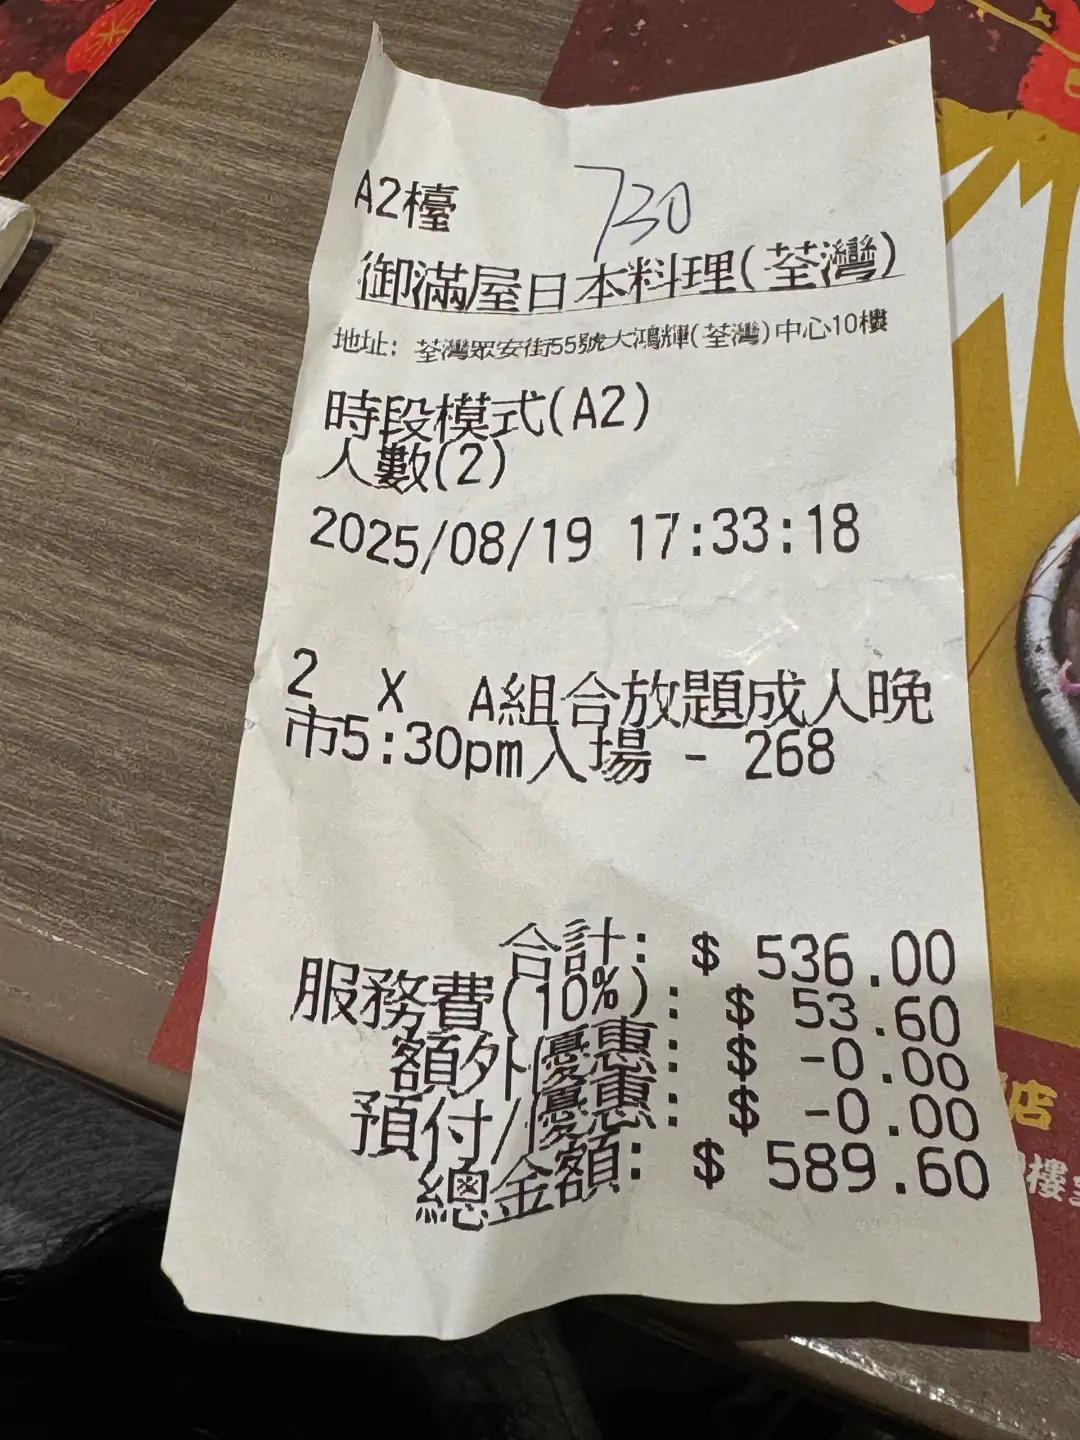 A2檯
730
御滿屋日本料理(荃灣)
地址: 荃灣眾安街55號大鴻輝(荃灣)中心10樓
時段模式(A2)
人數(2)
2025/08/19 17:33:18
2 X A組合放題成人晚
市5:30pm入場 - 268
合計: $ 536.00
服務費(10%): $ 53.60
額外優惠: $ -0.00
預付/優惠: $ -0.00
總金額: $ 589.60
店
樓